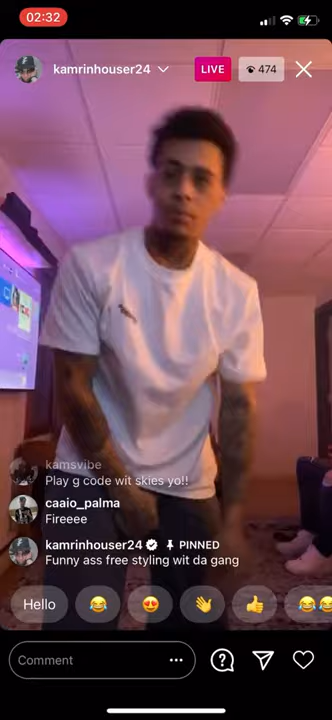 02:32
kamrinhouser24
LIVE
474
kamsvibe
Play g code wit skies yo!!
caaio_palma
Fireeee
kamrinhouser24 PINNED
Funny ass free styling wit da gang
Hello
Comment